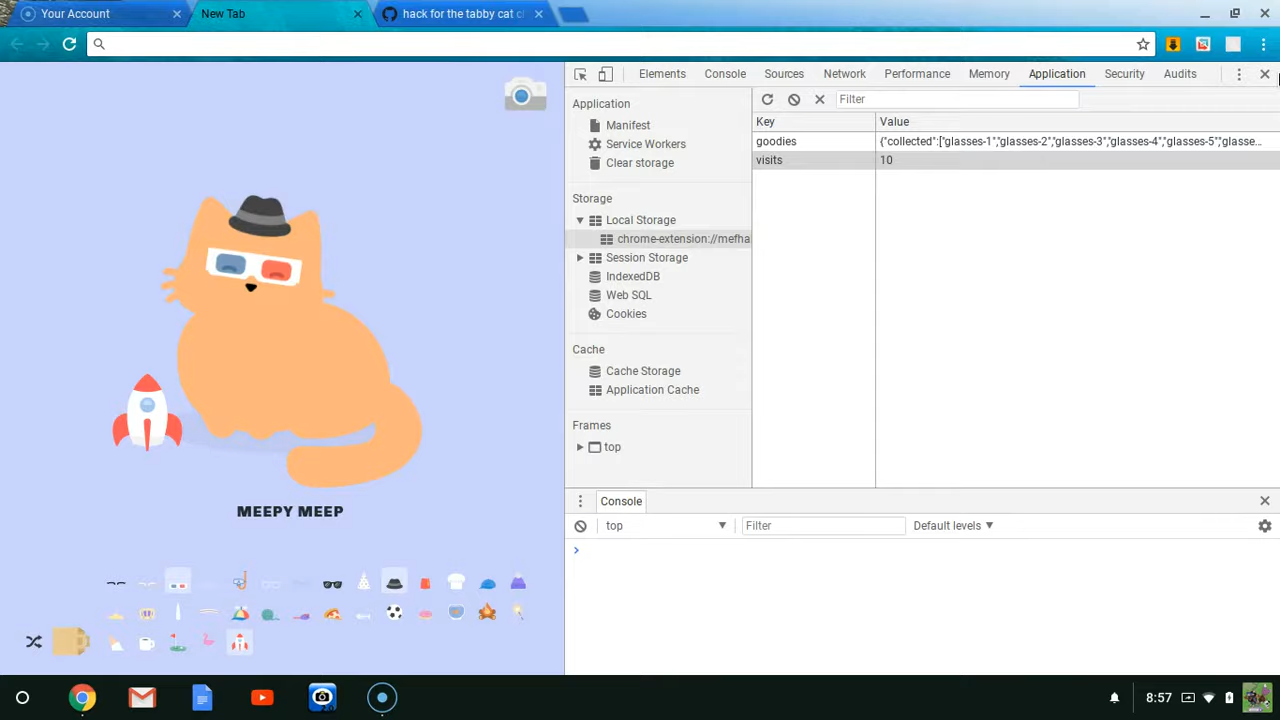 Your Account
New Tab
hack for the tabby cat cl
Elements Console Sources Network Performance Memory Application Security Audits
Application
Manifest
Service Workers
Clear storage
Storage
Local Storage
chrome-extension://mefha
Session Storage
IndexedDB
Web SQL
Cookies
Cache
Cache Storage
Application Cache
Frames
top
Filter
Key Value
goodies {"collected":["glasses-1","glasses-2","glasses-3","glasses-4","glasses-5","glasse...
visits 10
MEEPY MEEP
Console
top Filter Default levels
8:57